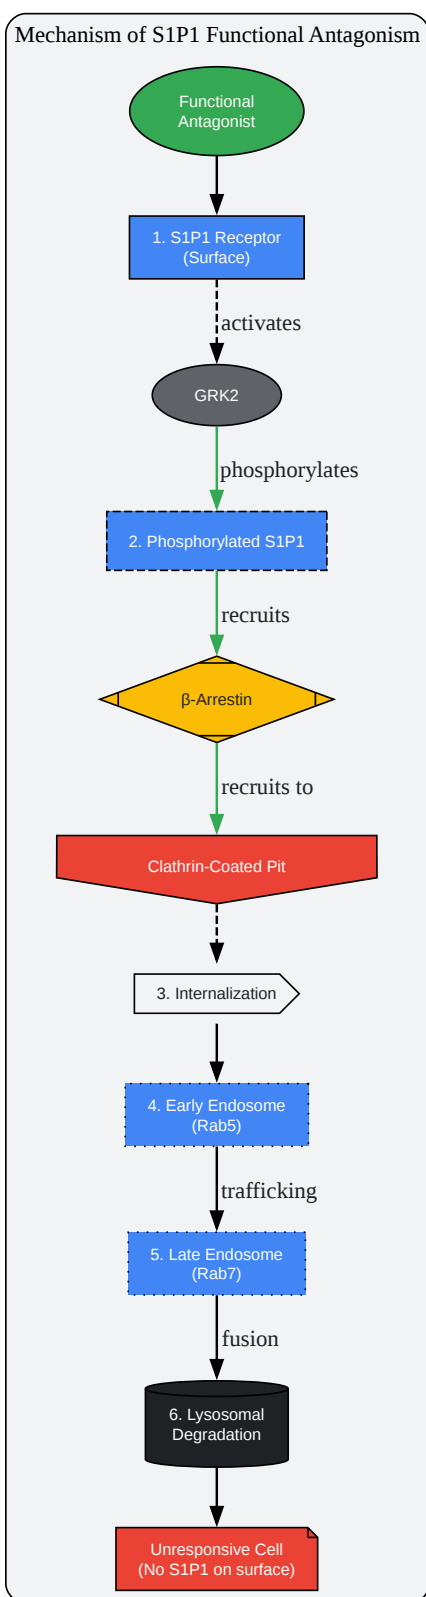 Mechanism of S1P1 Functional Antagonism
Functional
Antagonist
1. S1P1 Receptor
(Surface)
activates
GRK2
phosphorylates
2. Phosphorylated S1P1
recruits
β-Arrestin
recruits to
Clathrin-Coated Pit
3. Internalization
4. Early Endosome
(Rab5)
trafficking
5. Late Endosome
(Rab7)
fusion
6. Lysosomal
Degradation
Unresponsive Cell
(No S1P1 on surface)